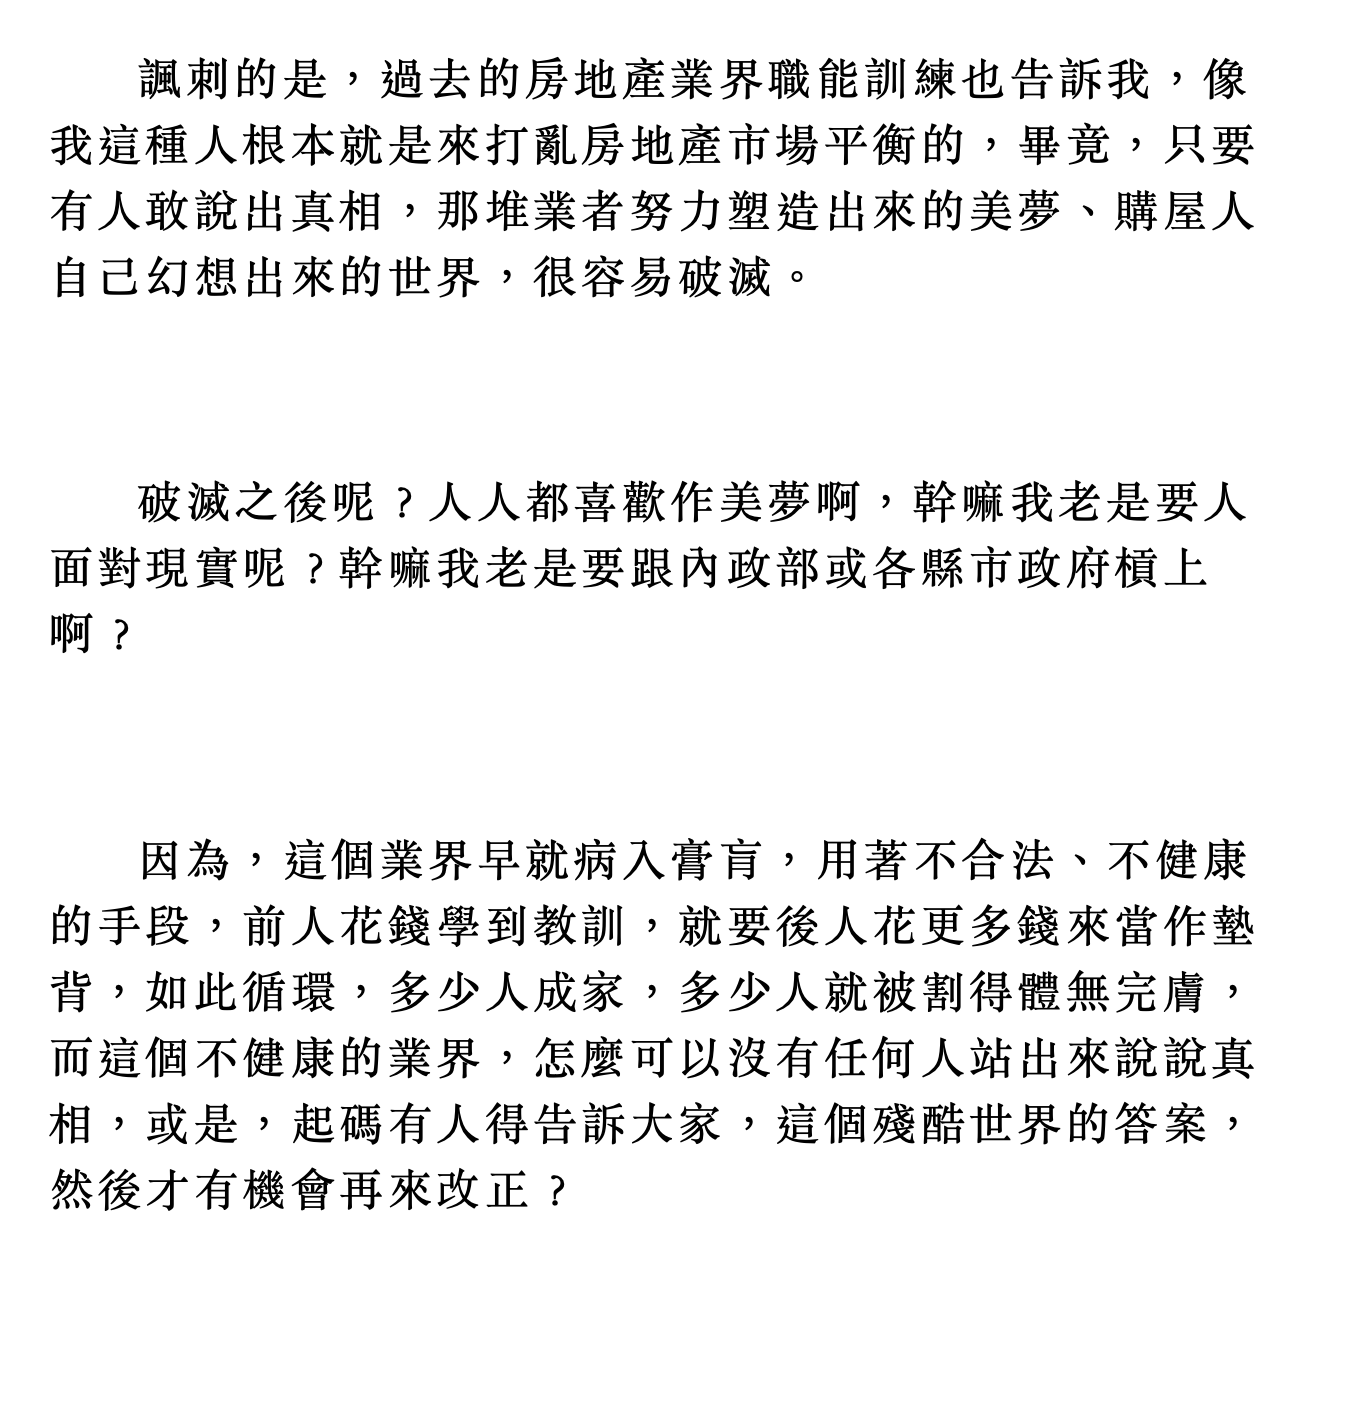 諷刺的是，過去的房地產業界職能訓練也告訴我，像
我這種人根本就是來打亂房地產市場平衡的，畢竟，只要
有人敢說出真相，那堆業者努力塑造出來的美夢、購屋人
自己幻想出來的世界，很容易破滅。
破滅之後呢？人人都喜歡作美夢啊，幹嘛我老是要人
面對現實呢？幹嘛我老是要跟內政部或各縣市政府槓上
啊？
因為，這個業界早就病入膏肓，用著不合法、不健康
的手段，前人花錢學到教訓，就要後人花更多錢來當作墊
背，如此循環，多少人成家，多少人就被割得體無完膚，
而這個不健康的業界，怎麼可以沒有任何人站出來說說真
相，或是，起碼有人得告訴大家，這個殘酷世界的答案，
然後才有機會再來改正？